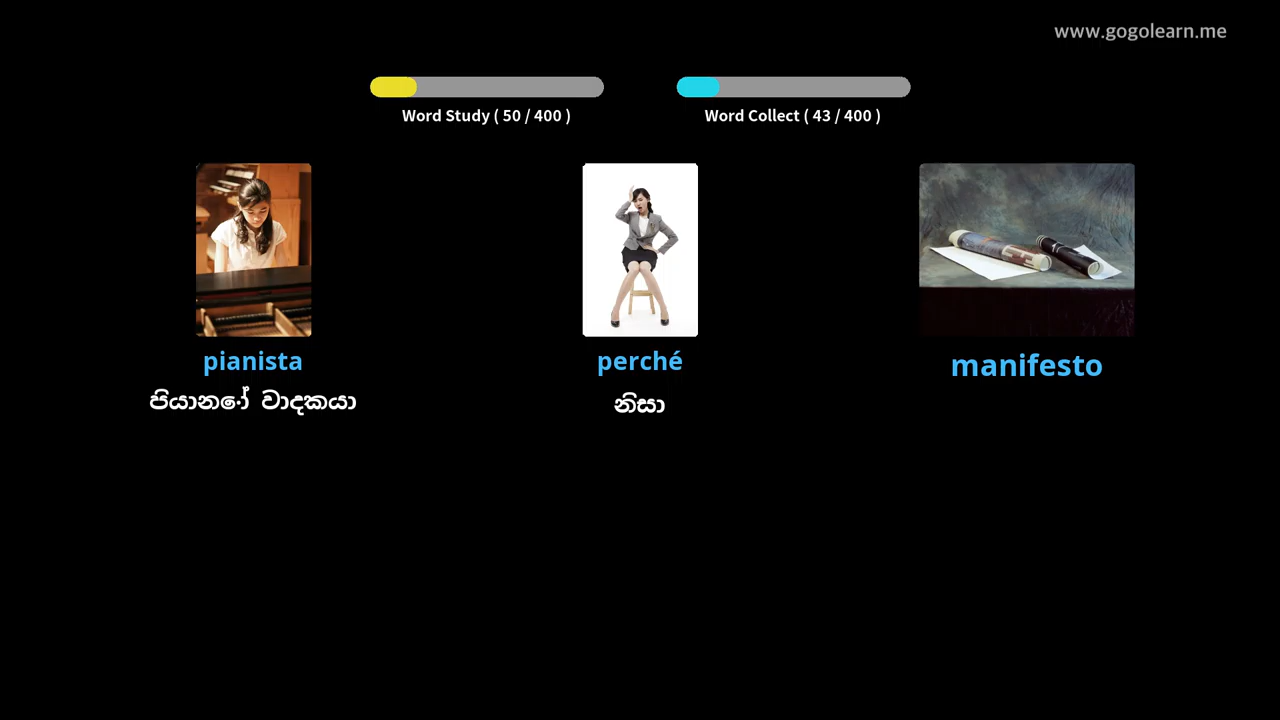 www.gogolearn.me
Word Study ( 50 / 400 )
Word Collect ( 43 / 400 )
pianista
perché
manifesto
පියානෝ වාදකයා
නිසා